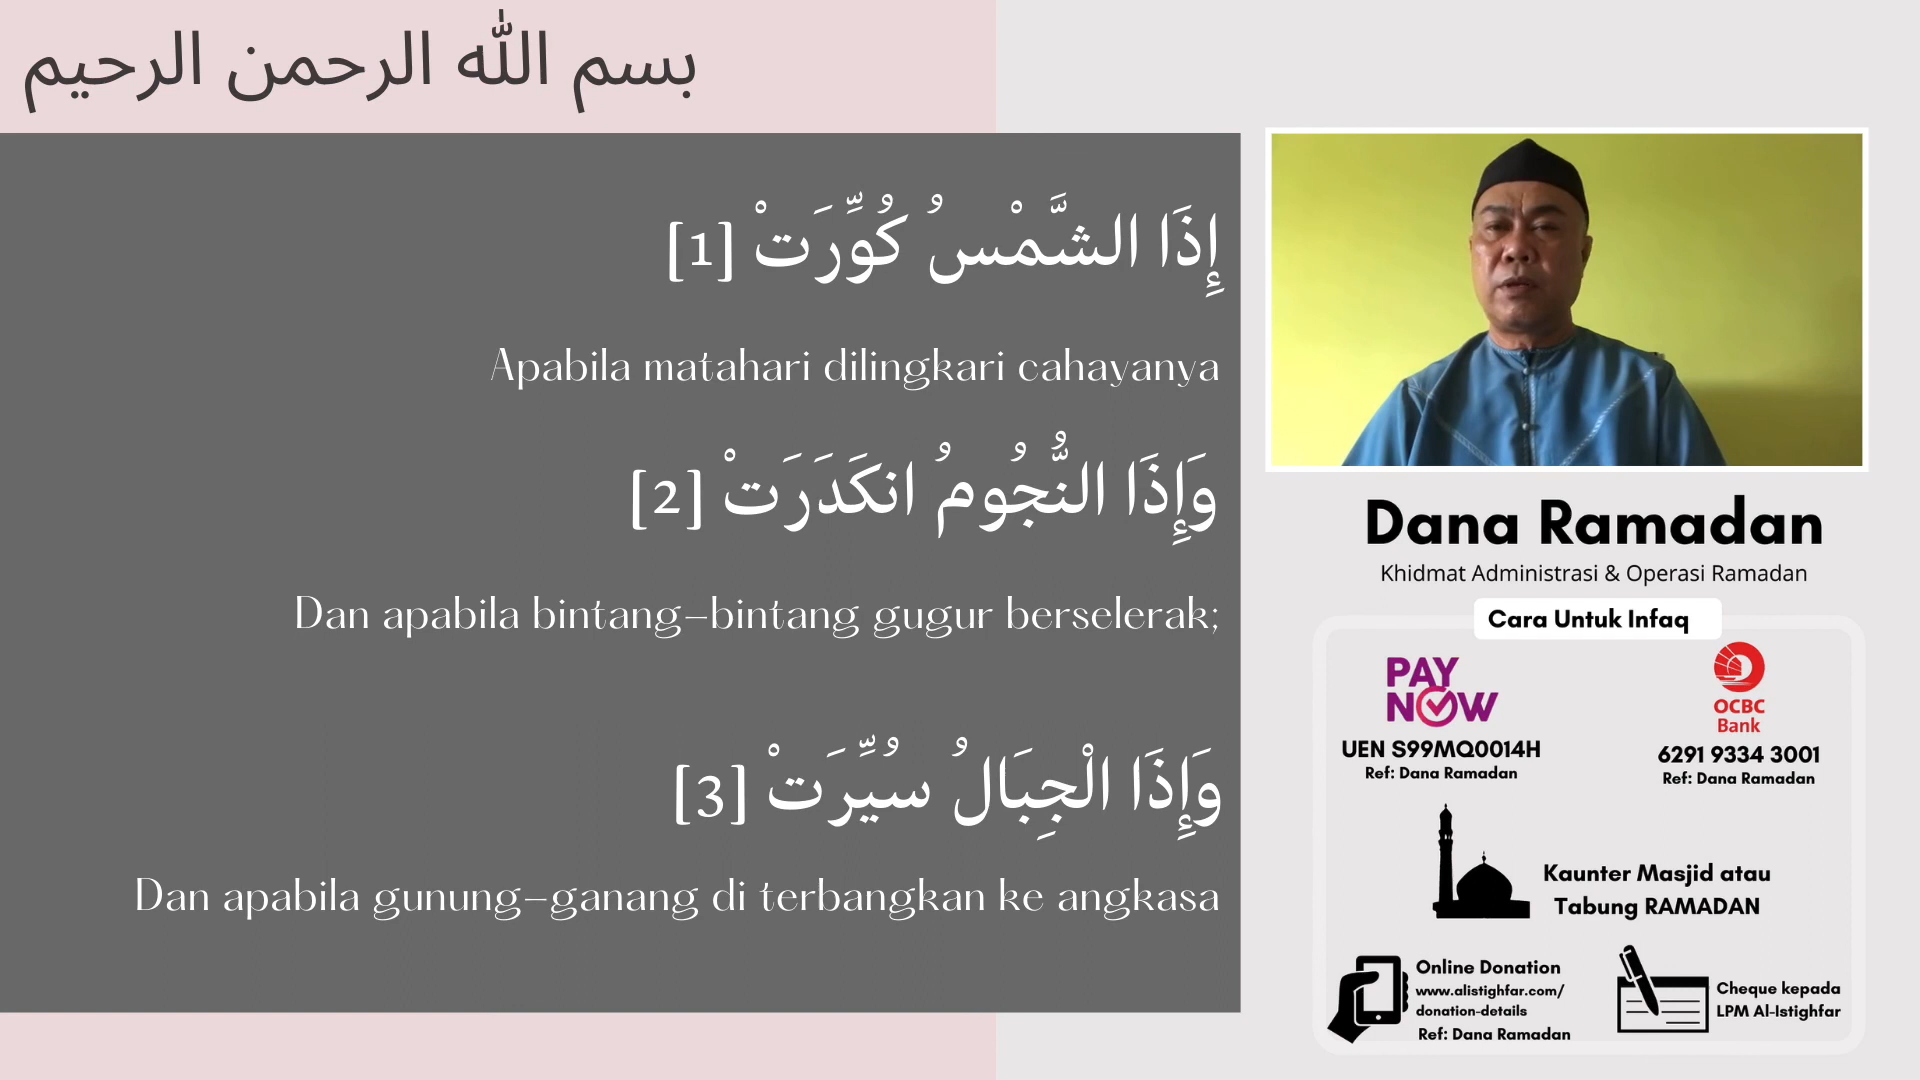 بسم الله الرحمن الرحيم
إِذَا الشَّمْسُ كُوِّرَتْ [1]
Apabila matahari dilingkari cahayanya
وَإِذَا النُّجُومُ انكَدَرَتْ [2]
Dan apabila bintang-bintang gugur berselerak;
وَإِذَا الْجِبَالُ سُيِّرَتْ [3]
Dan apabila gunung-ganang di terbangkan ke angkasa
Dana Ramadan
Khidmat Administrasi & Operasi Ramadan
Cara Untuk Infaq
PAY
NOW
UEN S99MQ0014H
Ref: Dana Ramadan
OCBC
Bank
6291 9334 3001
Ref: Dana Ramadan
Kaunter Masjid atau
Tabung RAMADAN
Online Donation
www.alistighfar.com/
donation-details
Ref: Dana Ramadan
Cheque kepada
LPM Al-Istighfar